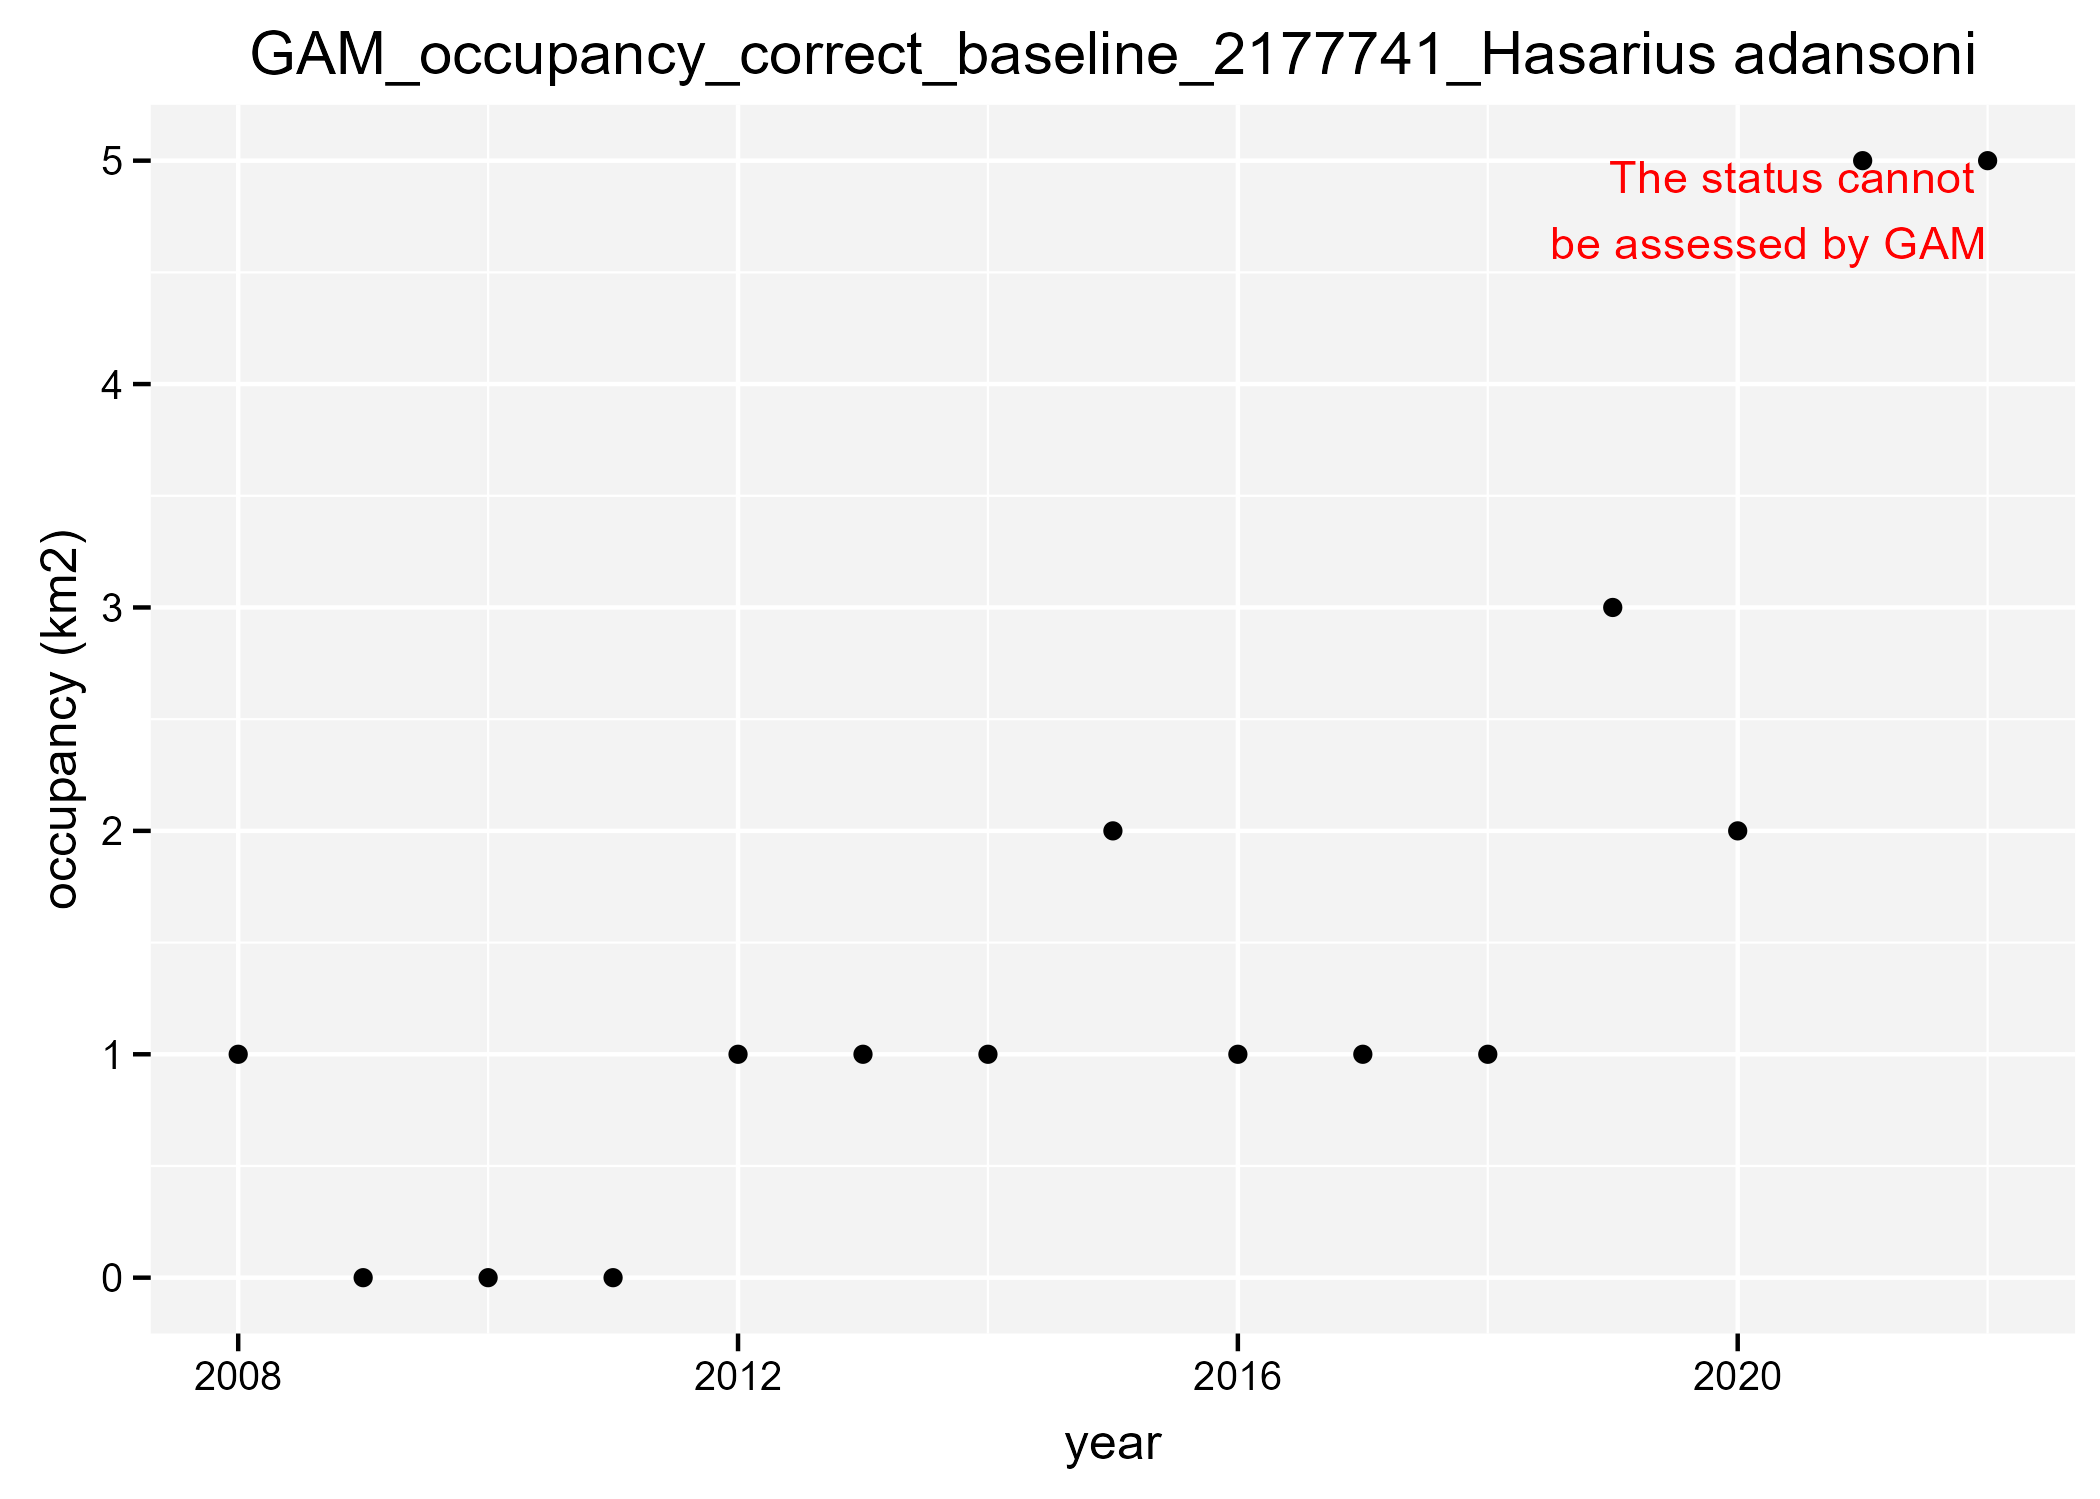 GAM_occupancy_correct_baseline_2177741_Hasarius adansoni
The status cannot
be assessed by GAM
5
4
3
2
1
0
occupancy (km2)
2008
2012
2016
2020
year